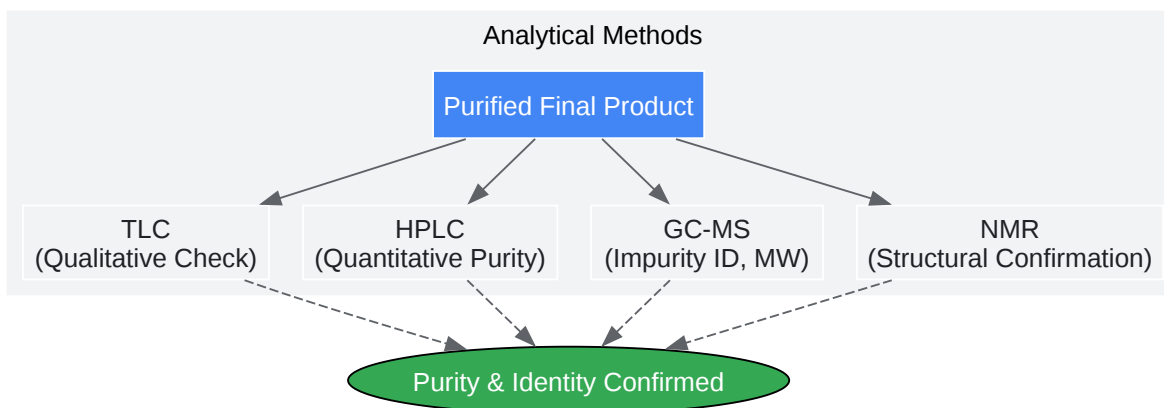 Analytical Methods
Purified Final Product
TLC
(Qualitative Check)
HPLC
(Quantitative Purity)
GC-MS
(Impurity ID, MW)
NMR
(Structural Confirmation)
Purity & Identity Confirmed